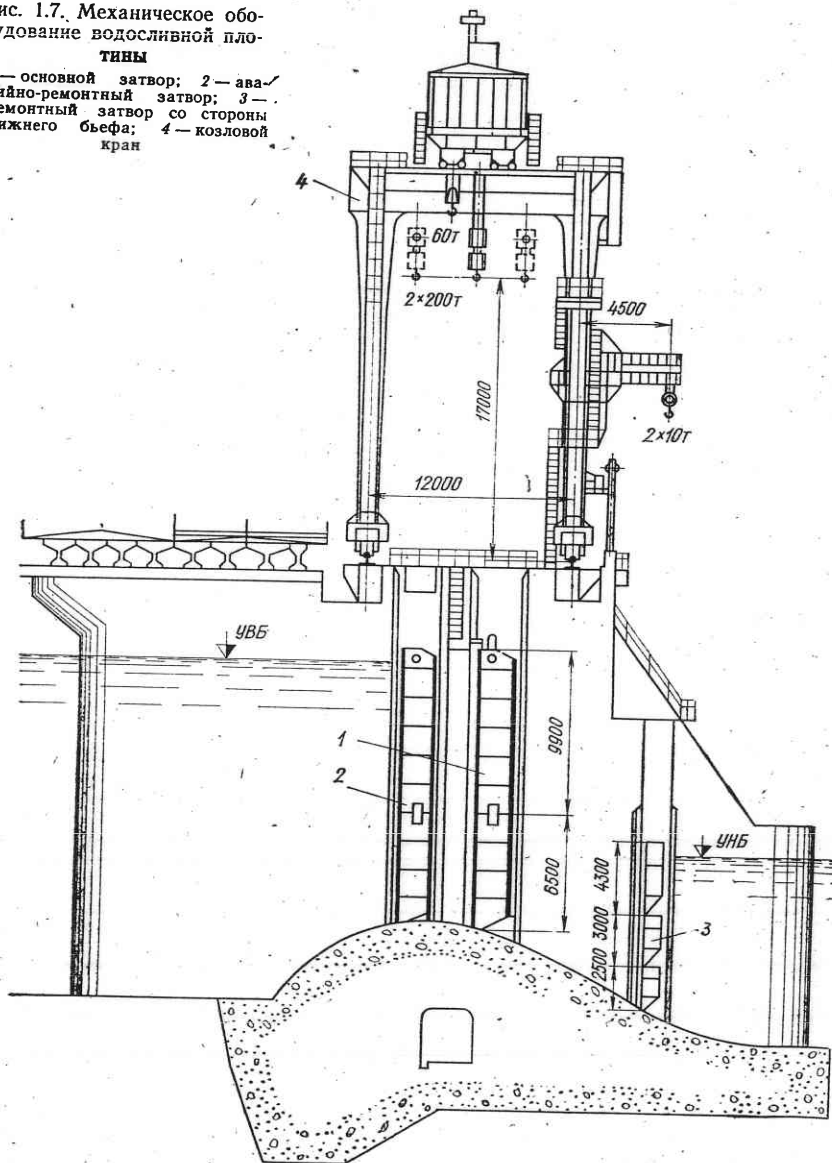 ис. 1.7. Механическое обо-
удование водосливной пло-
тины
— основной затвор; 2 — ава-
ийно-ремонтный затвор; 3 —
емонтный затвор со стороны
ижнего бьефа; 4 — козловой
кран
4
60т
2×200т
4500
17000
2×10т
12000
УВБ
1
2
9900
6500
УНБ
4300
3000
3
2500